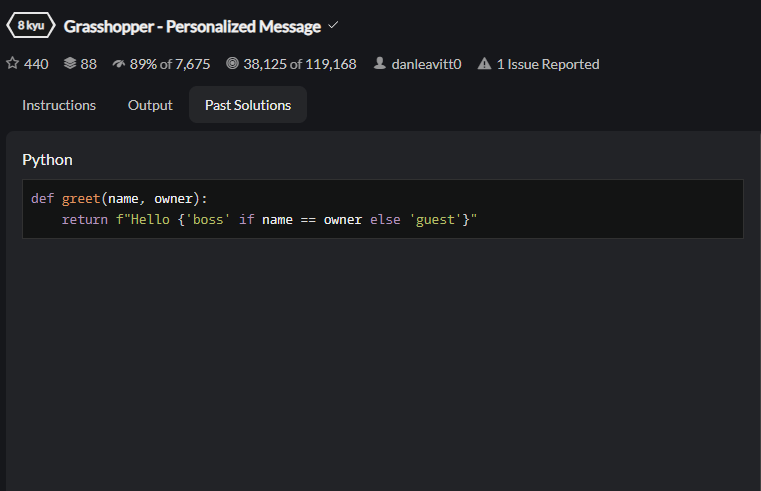 8 kyu Grasshopper - Personalized Message
440 88 89% of 7,675 38,125 of 119,168 danleavitt0 1 Issue Reported
Instructions Output Past Solutions
Python
def greet(name, owner):
    return f"Hello {'boss' if name == owner else 'guest'}"